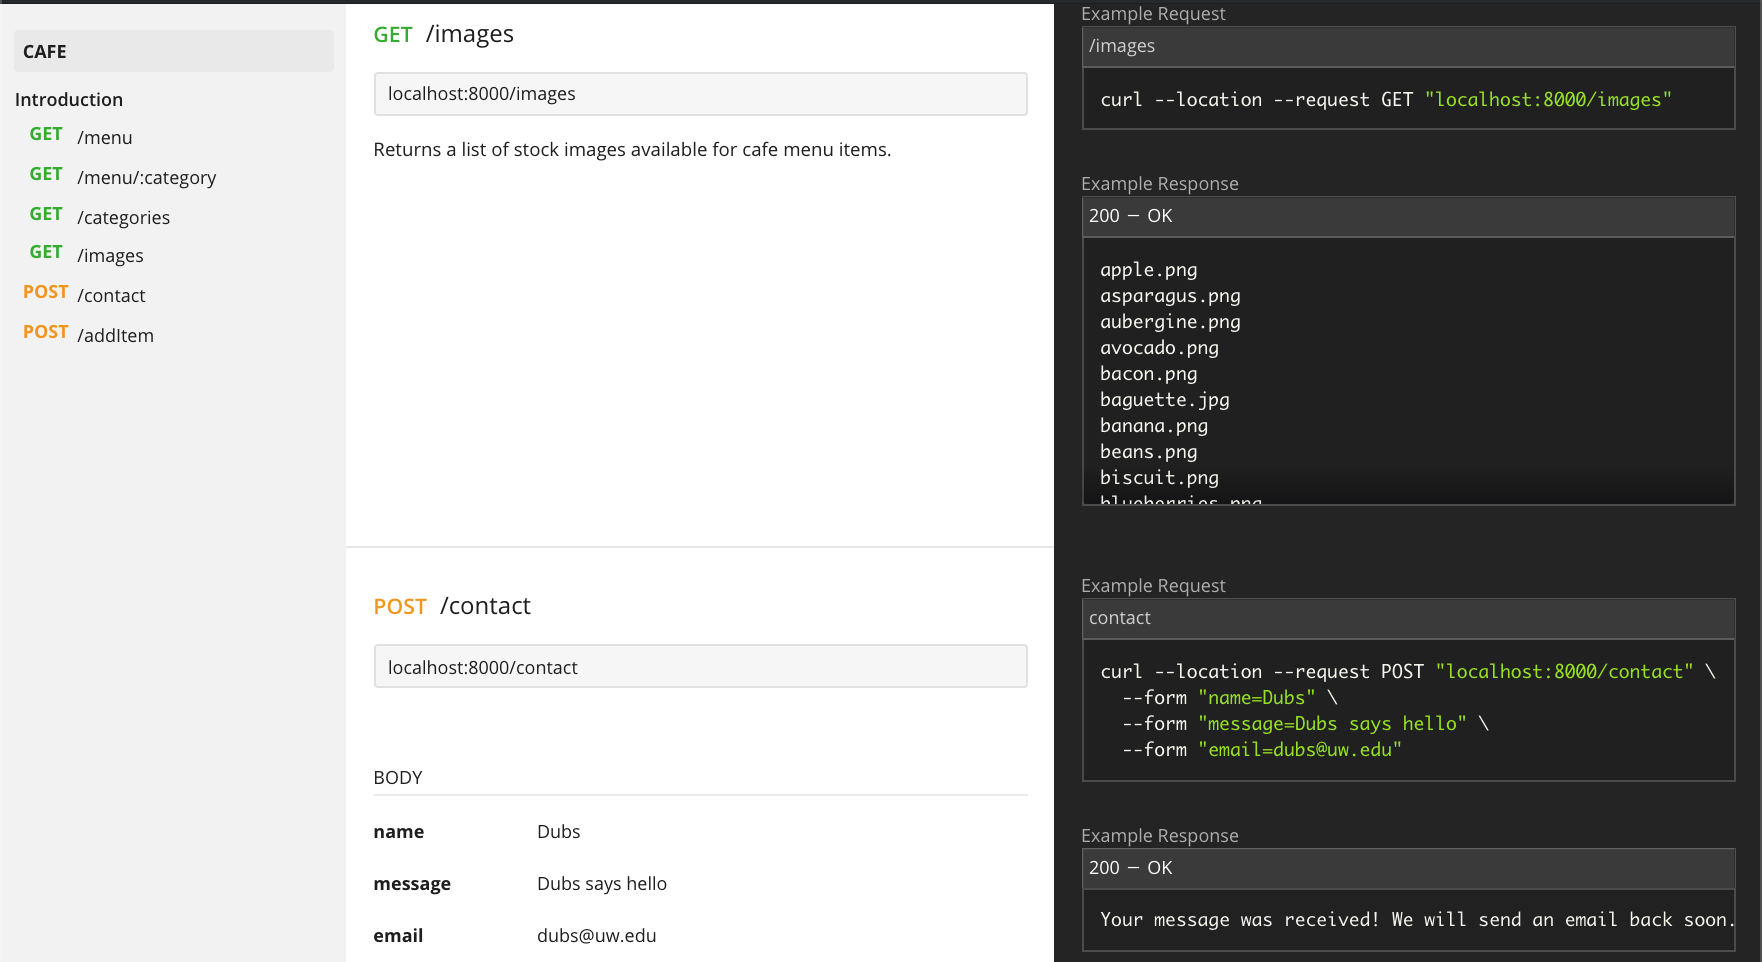 CAFE
Introduction
GET /menu
GET /menu/:category
GET /categories
GET /images
POST /contact
POST /addItem
GET /images
localhost:8000/images
Returns a list of stock images available for cafe menu items.
POST /contact
localhost:8000/contact
BODY
name Dubs
message Dubs says hello
email dubs@uw.edu
Example Request
/images
curl --location --request GET "localhost:8000/images"
Example Response
200 — OK
apple.png
asparagus.png
aubergine.png
avocado.png
bacon.png
baguette.jpg
banana.png
beans.png
biscuit.png
blueberries.png
Example Request
contact
curl --location --request POST "localhost:8000/contact" \
--form "name=Dubs" \
--form "message=Dubs says hello" \
--form "email=dubs@uw.edu"
Example Response
200 — OK
Your message was received! We will send an email back soon.